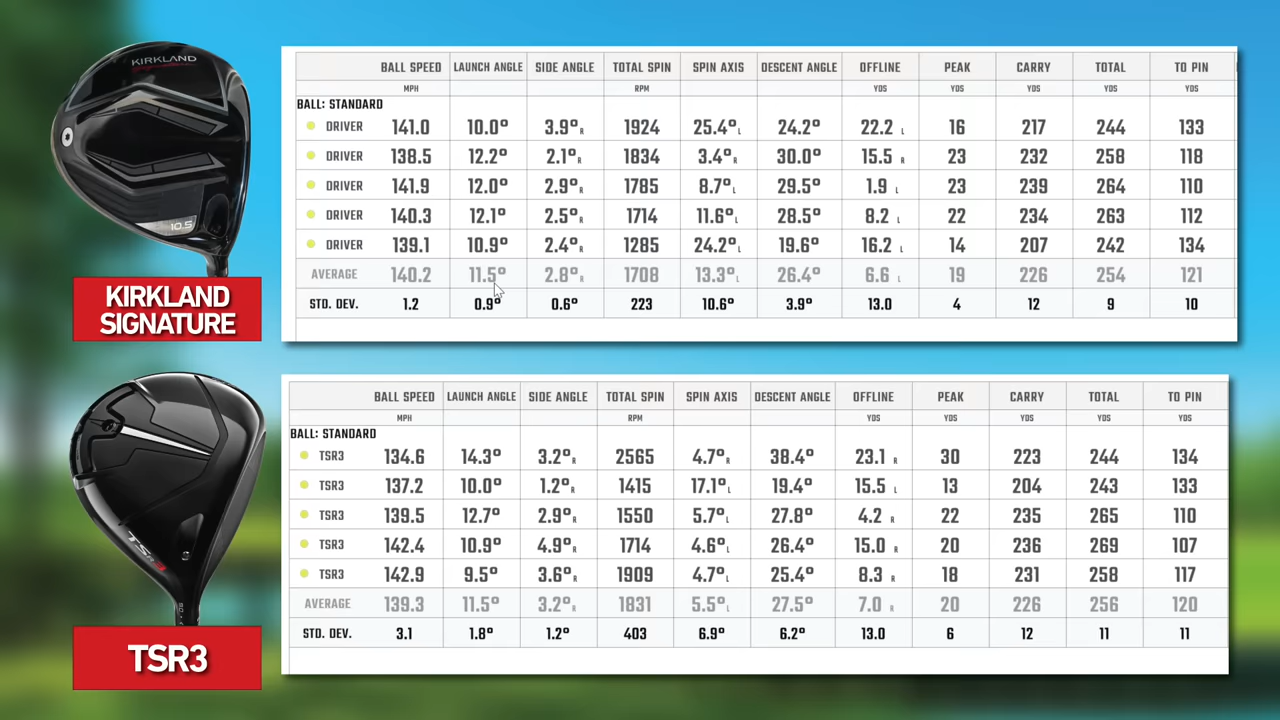 KIRKLAND
Signature
10.5
KIRKLAND
SIGNATURE
BALL SPEED LAUNCH ANGLE SIDE ANGLE TOTAL SPIN SPIN AXIS DESCENT ANGLE OFFLINE PEAK CARRY TOTAL TO PIN
MPH RPM YDS YDS YDS YDS YDS
BALL: STANDARD
DRIVER 141.0 10.0° 3.9° R 1924 25.4° L 24.2° 22.2 L 16 217 244 133
DRIVER 138.5 12.2° 2.1° R 1834 3.4° R 30.0° 15.5 R 23 232 258 118
DRIVER 141.9 12.0° 2.9° R 1785 8.7° L 29.5° 1.9 L 23 239 264 110
DRIVER 140.3 12.1° 2.5° R 1714 11.6° L 28.5° 8.2 L 22 234 263 112
DRIVER 139.1 10.9° 2.4° R 1285 24.2° L 19.6° 16.2 L 14 207 242 134
AVERAGE 140.2 11.5° 2.8° R 1708 13.3° L 26.4° 6.6 L 19 226 254 121
STD. DEV. 1.2 0.9° 0.6° 223 10.6° 3.9° 13.0 4 12 9 10
TSR3
TSR3
BALL SPEED LAUNCH ANGLE SIDE ANGLE TOTAL SPIN SPIN AXIS DESCENT ANGLE OFFLINE PEAK CARRY TOTAL TO PIN
MPH RPM YDS YDS YDS YDS YDS
BALL: STANDARD
TSR3 134.6 14.3° 3.2° R 2565 4.7° R 38.4° 23.1 R 30 223 244 134
TSR3 137.2 10.0° 1.2° R 1415 17.1° L 19.4° 15.5 L 13 204 243 133
TSR3 139.5 12.7° 2.9° R 1550 5.7° L 27.8° 4.2 R 22 235 265 110
TSR3 142.4 10.9° 4.9° R 1714 4.6° L 26.4° 15.0 R 20 236 269 107
TSR3 142.9 9.5° 3.6° R 1909 4.7° L 25.4° 8.3 R 18 231 258 117
AVERAGE 139.3 11.5° 3.2° R 1831 5.5° L 27.5° 7.0 R 20 226 256 120
STD. DEV. 3.1 1.8° 1.2° 403 6.9° 6.2° 13.0 6 12 11 11